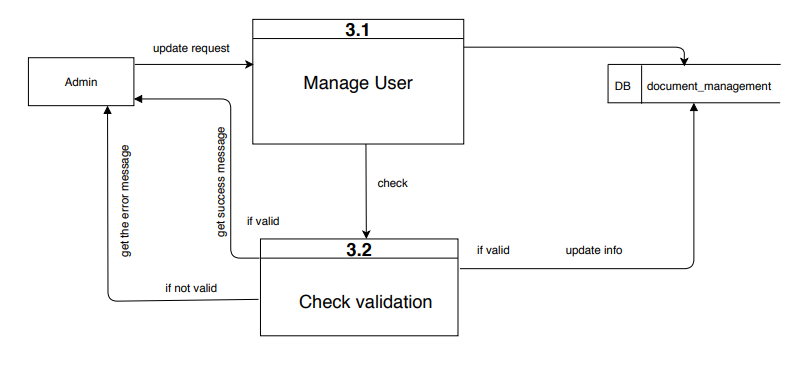 3.1
update request
Manage User
Admin
DB
document_management
get the error message
get success message
check
if valid
3.2
if valid
update info
if not valid
Check validation